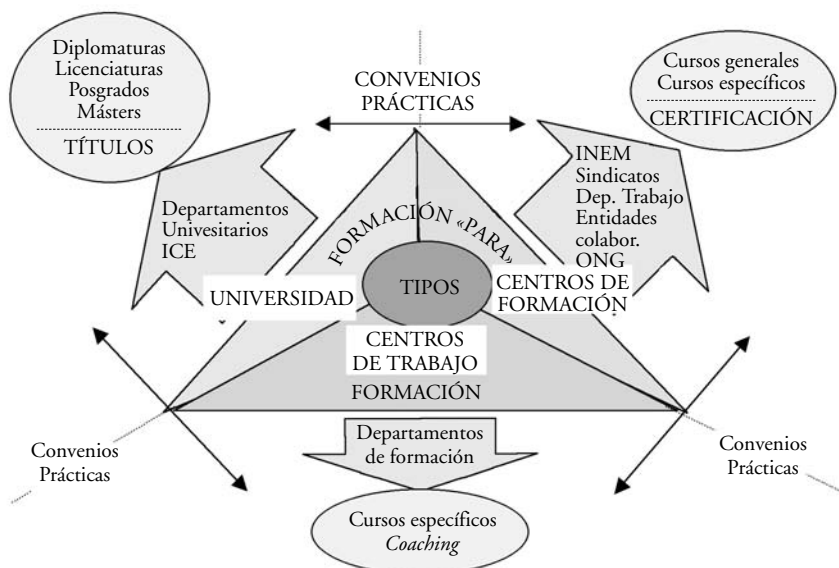 Diplomaturas
Licenciaturas
Posgrados
Másters
TÍTULOS
CONVENIOS
PRÁCTICAS
Cursos generales
Cursos específicos
CERTIFICACIÓN
Departamentos
Univesitarios
ICE
INEM
Sindicatos
Dep. Trabajo
Entidades
colabor.
ONG
FORMACIÓN «PARA»
UNIVERSIDAD
TIPOS
CENTROS DE
FORMACIÓN
CENTROS
DE TRABAJO
FORMACIÓN
Convenios
Prácticas
Departamentos
de formación
Convenios
Prácticas
Cursos específicos
Coaching